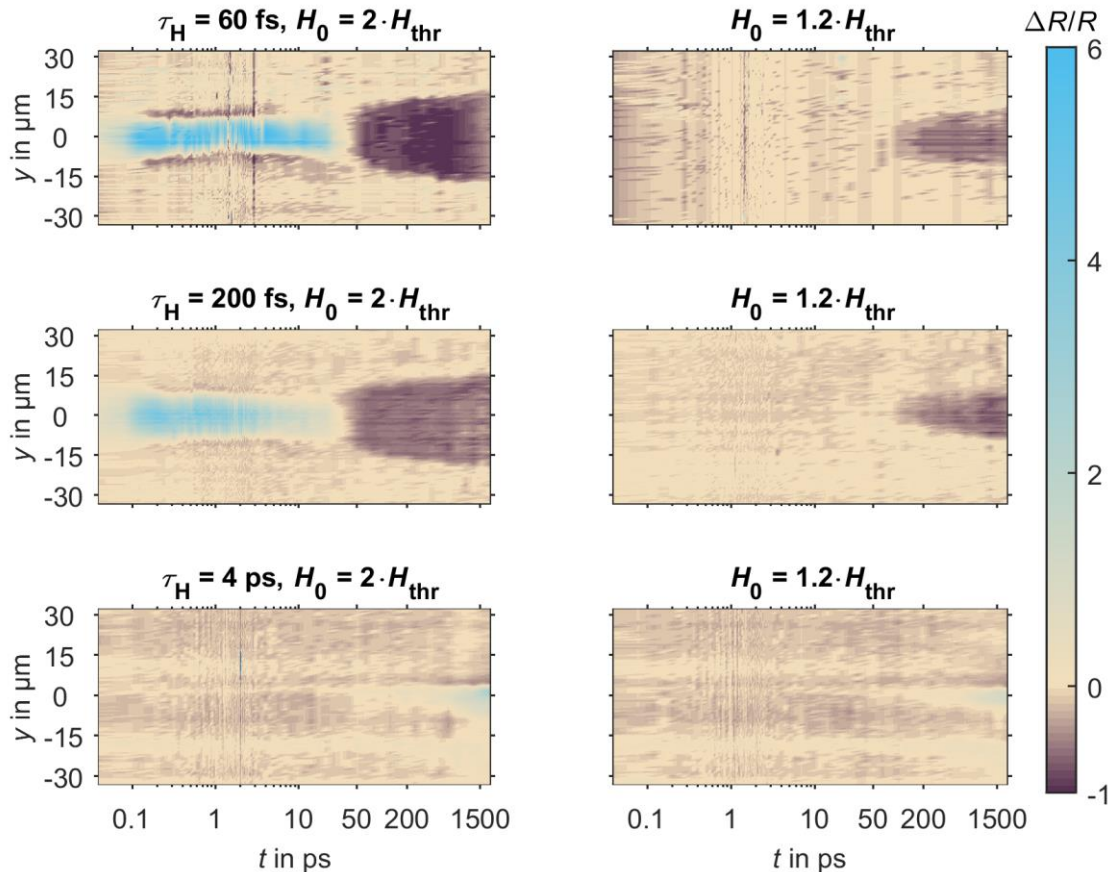 τH = 60 fs, H0 = 2·Hthr
H0 = 1.2·Hthr
ΔR/R
y in µm
30
15
0
-15
-30
6
4
2
0
-1
τH = 200 fs, H0 = 2·Hthr
H0 = 1.2·Hthr
y in µm
30
15
0
-15
-30
τH = 4 ps, H0 = 2·Hthr
H0 = 1.2·Hthr
y in µm
30
15
0
-15
-30
0.1 1 10 50 200 1500
t in ps
0.1 1 10 50 200 1500
t in ps